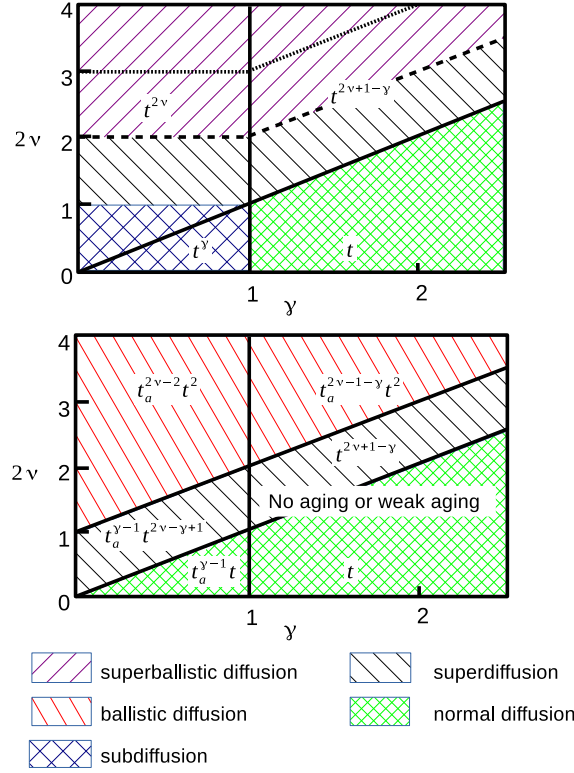 4
3
t^{2ν}
t^{2ν+1-γ}
2 ν
2
1
t^γ
t
0
1
2
γ
4
t_a^{2ν-2} t^2
t_a^{2ν-1-γ} t^2
3
2 ν
2
t^{2ν+1-γ}
No aging or weak aging
1
t_a^{γ-1} t^{2ν-γ+1}
t_a^{γ-1} t
t
0
1
2
γ
superballistic diffusion
superdiffusion
ballistic diffusion
normal diffusion
subdiffusion